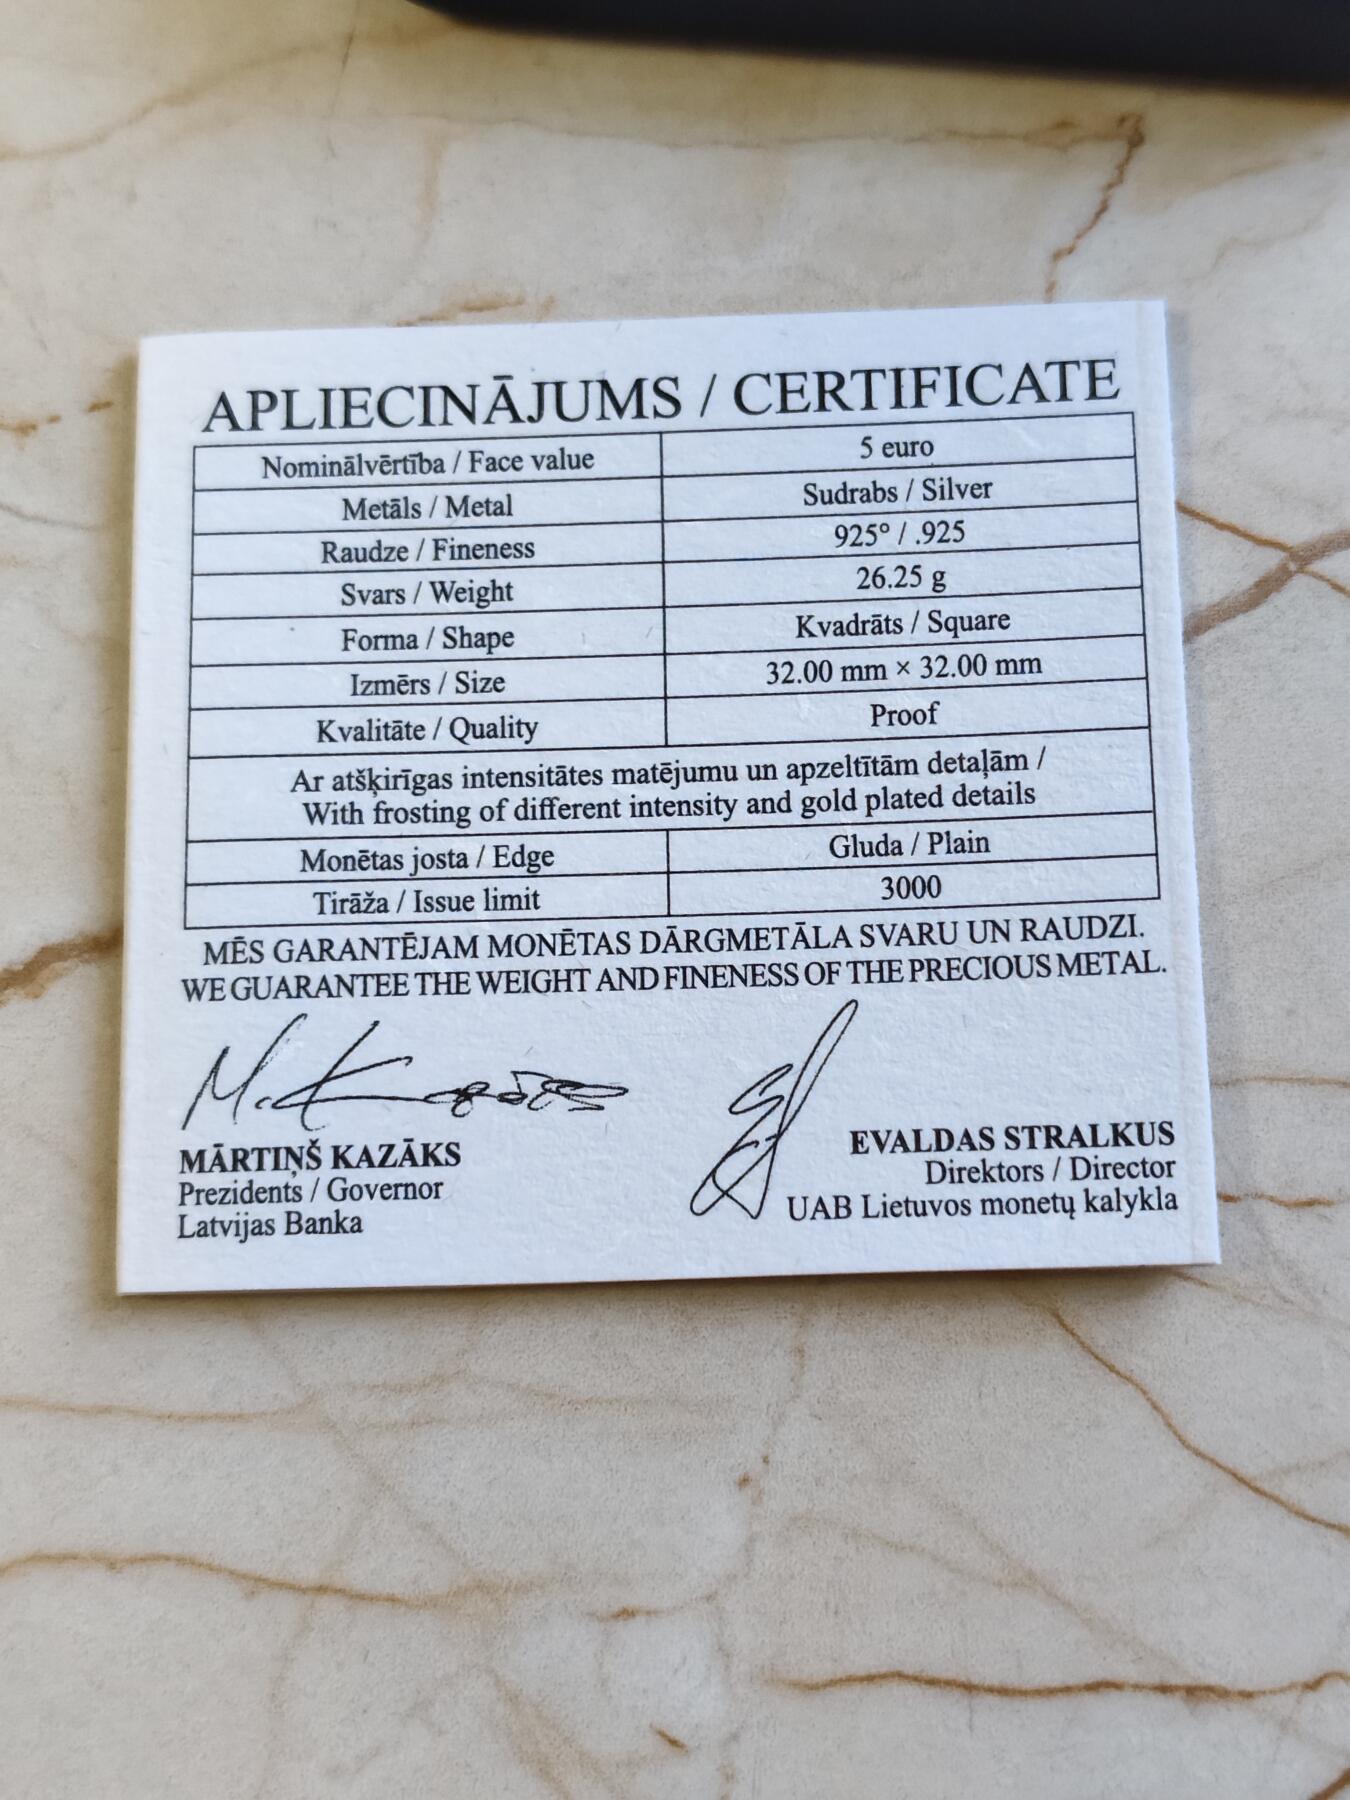 APLIECINĀJUMS / CERTIFICATE
Nominālvērtība / Face value 5 euro
Metāls / Metal Sudrabs / Silver
Raudze / Fineness 925° / .925
Svars / Weight 26.25 g
Forma / Shape Kvadrāts / Square
Izmērs / Size 32.00 mm × 32.00 mm
Kvalitāte / Quality Proof
Ar atšķirīgas intensitātes matējumu un apzeltītām detaļām /
With frosting of different intensity and gold plated details
Monētas josta / Edge Gluda / Plain
Tirāža / Issue limit 3000
MĒS GARANTĒJAM MONĒTAS DĀRGMETĀLA SVARU UN RAUDZI.
WE GUARANTEE THE WEIGHT AND FINENESS OF THE PRECIOUS METAL.
M. Kazāks
MĀRTIŅŠ KAZĀKS
Prezidents / Governor
Latvijas Banka
EVALDAS STRALKUS
Direktors / Director
UAB Lietuvos monetų kalykla